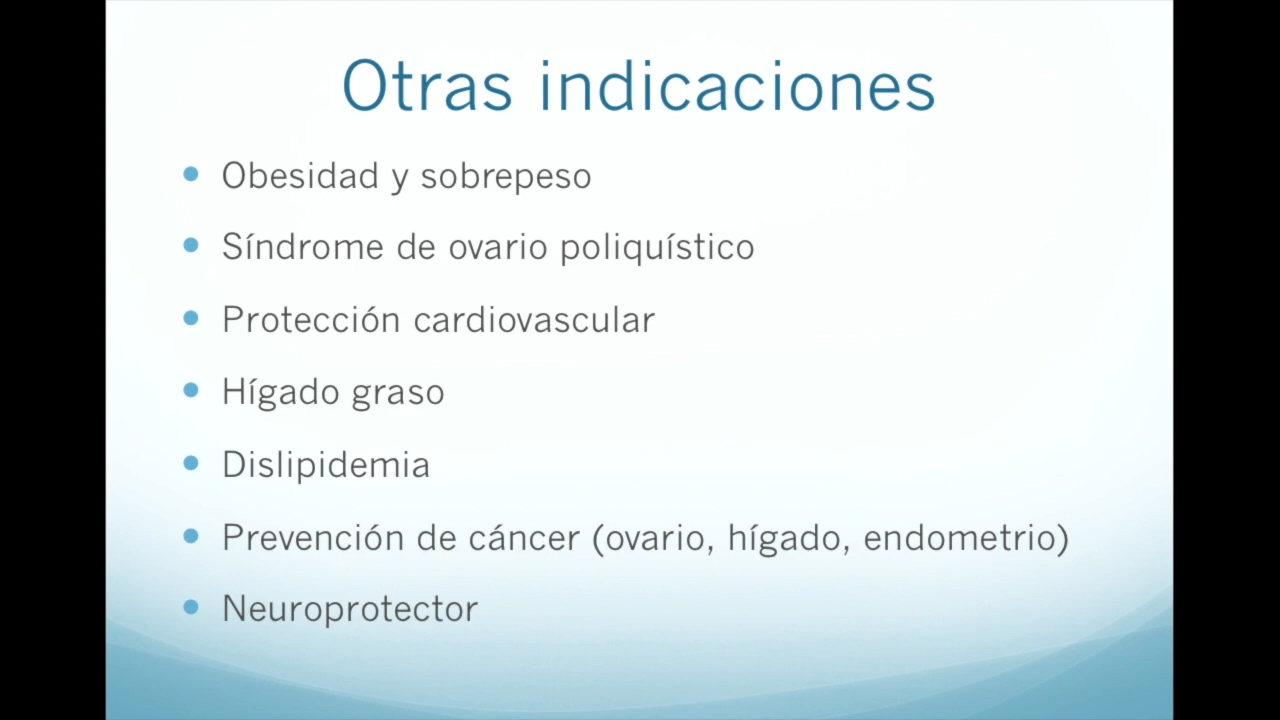 Otras indicaciones
Obesidad y sobrepeso
Síndrome de ovario poliquístico
Protección cardiovascular
Hígado graso
Dislipidemia
Prevención de cáncer (ovario, hígado, endometrio)
Neuroprotector